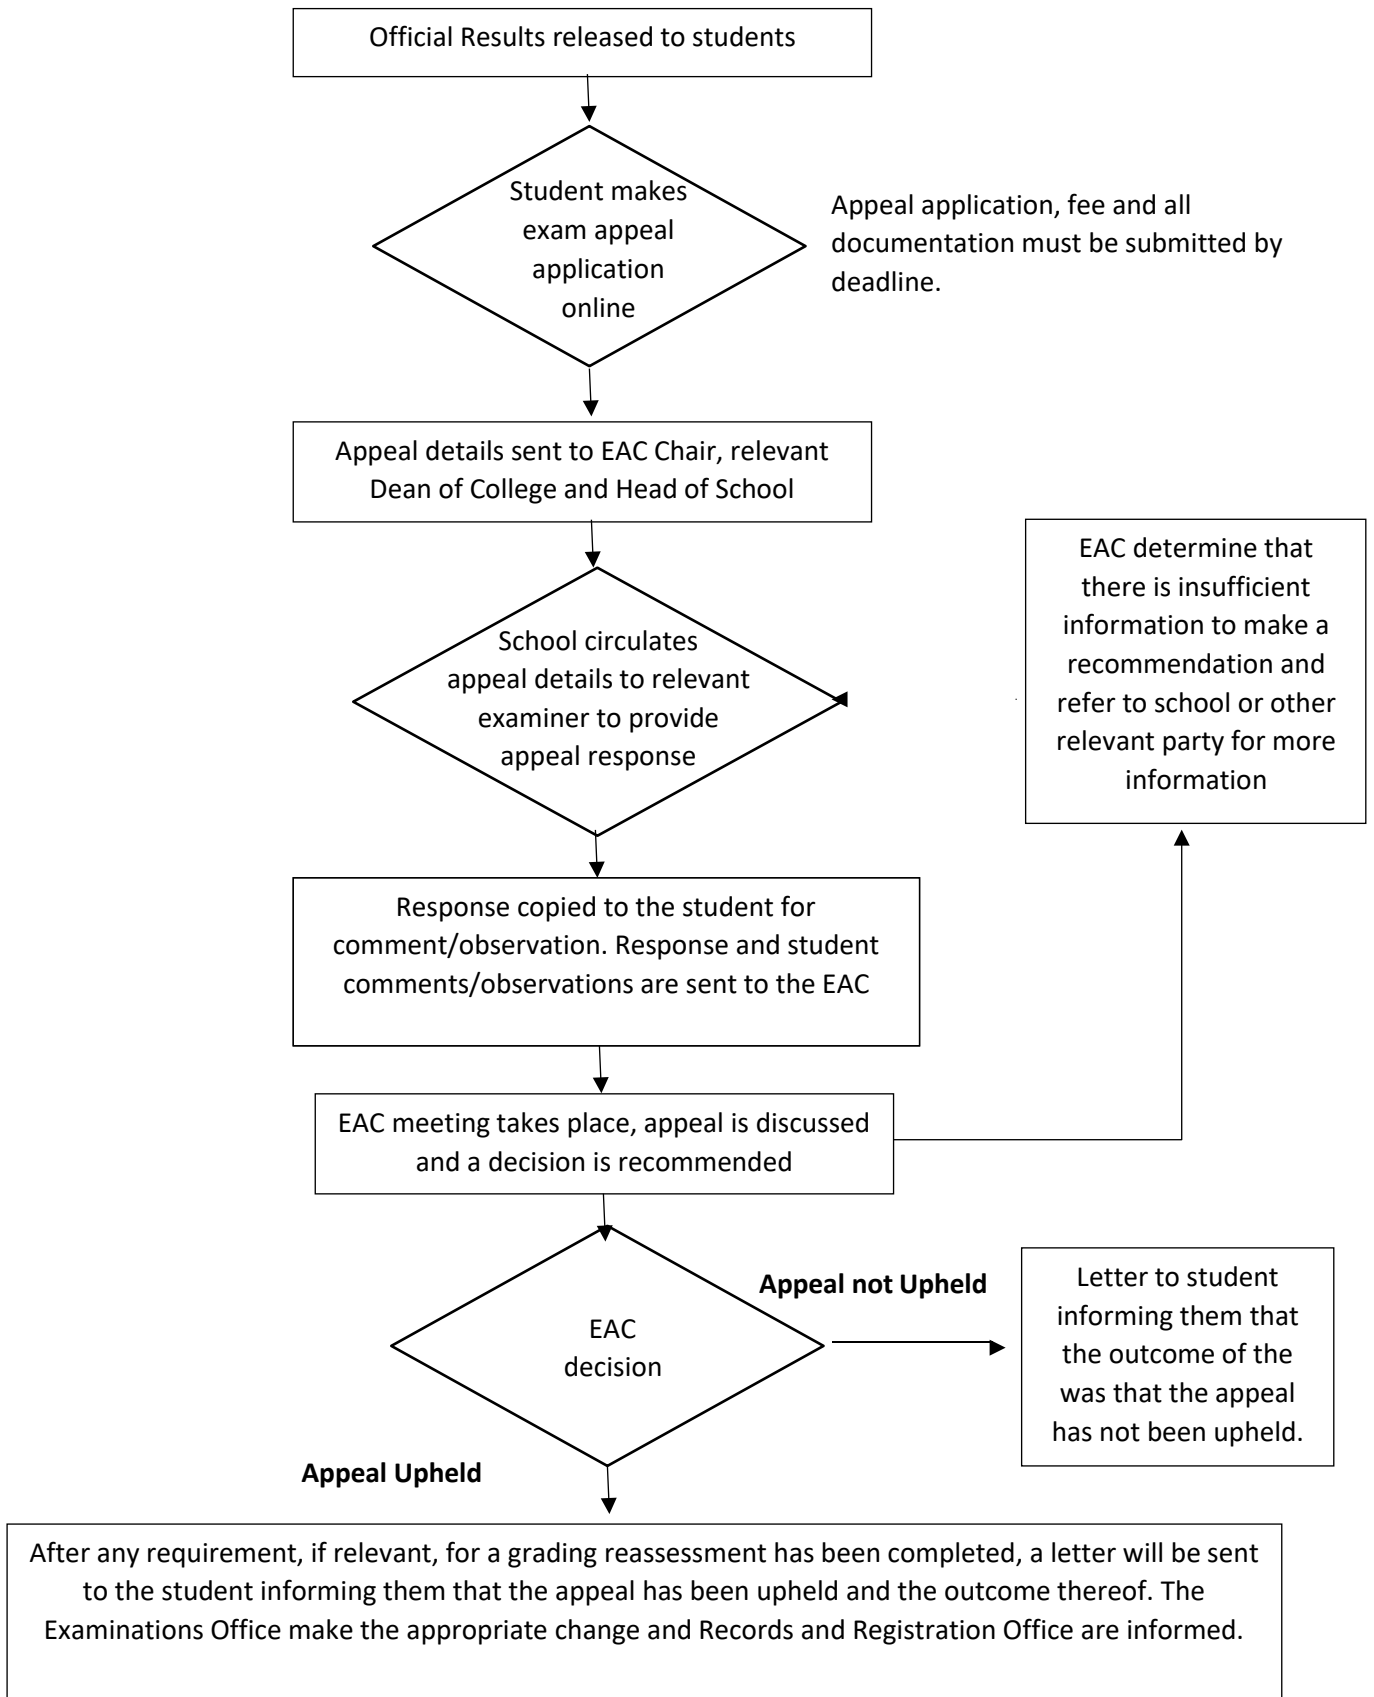 Official Results released to students
Student makes
exam appeal
application
online
Appeal application, fee and all
documentation must be submitted by
deadline.
Appeal details sent to EAC Chair, relevant
Dean of College and Head of School
School circulates
appeal details to relevant
examiner to provide
appeal response
EAC determine that
there is insufficient
information to make a
recommendation and
refer to school or other
relevant party for more
information
Response copied to the student for
comment/observation. Response and student
comments/observations are sent to the EAC
EAC meeting takes place, appeal is discussed
and a decision is recommended
EAC
decision
Appeal not Upheld
Letter to student
informing them that
the outcome of the
was that the appeal
has not been upheld.
Appeal Upheld
After any requirement, if relevant, for a grading reassessment has been completed, a letter will be sent
to the student informing them that the appeal has been upheld and the outcome thereof. The
Examinations Office make the appropriate change and Records and Registration Office are informed.